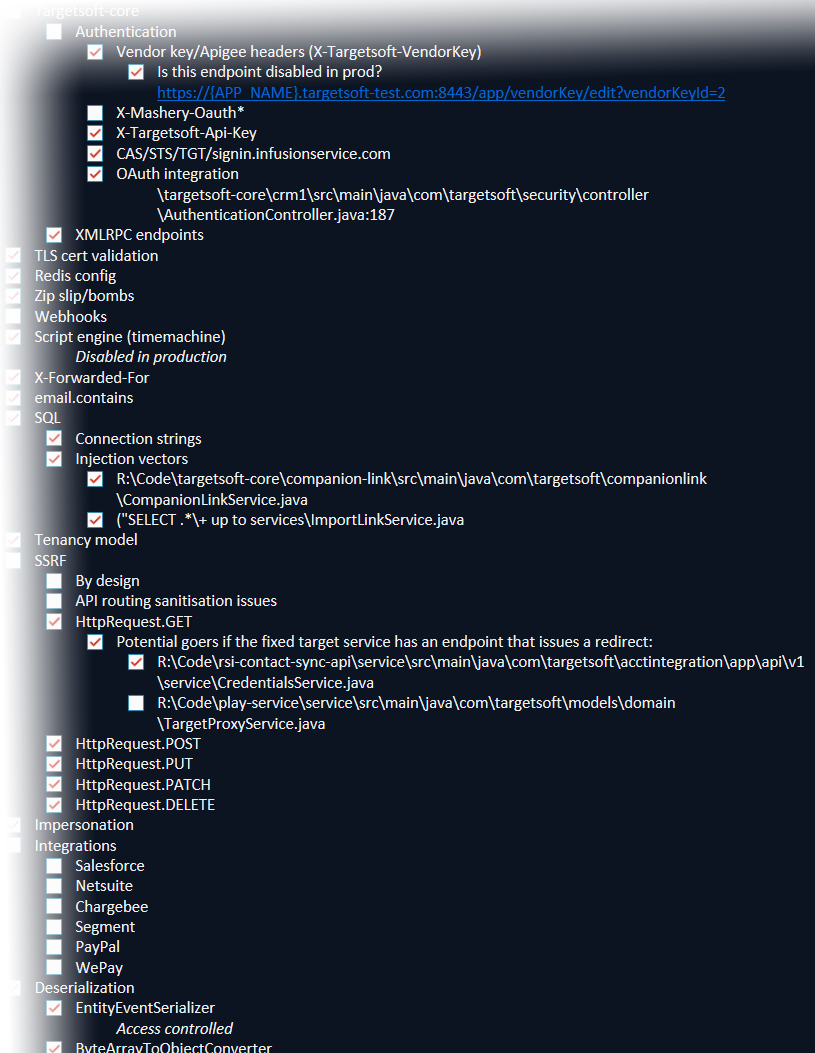 Targetsoft-core
Authentication
Vendor key/Apigee headers (X-Targetsoft-VendorKey)
Is this endpoint disabled in prod?
https://{APP_NAME}.targetsoft-test.com:8443/app/vendorKey/edit?vendorKeyId=2
X-Mashery-Oauth*
X-Targetsoft-Api-Key
CAS/STS/TGT/signin.infusionservice.com
OAuth integration
\targetsoft-core\crm1\src\main\java\com\targetsoft\security\controller
\AuthenticationController.java:187
XMLRPC endpoints
TLS cert validation
Redis config
Zip slip/bombs
Webhooks
Script engine (timemachine)
Disabled in production
X-Forwarded-For
email.contains
SQL
Connection strings
Injection vectors
R:\Code\targetsoft-core\companion-link\src\main\java\com\targetsoft\companionlink
\CompanionLinkService.java
("SELECT .*\+ up to services\ImportLinkService.java
Tenancy model
SSRF
By design
API routing sanitisation issues
HttpRequest.GET
Potential goers if the fixed target service has an endpoint that issues a redirect:
R:\Code\rsi-contact-sync-api\service\src\main\java\com\targetsoft\acctintegration\app\api\v1
\service\CredentialsService.java
R:\Code\play-service\service\src\main\java\com\targetsoft\models\domain
\TargetProxyService.java
HttpRequest.POST
HttpRequest.PUT
HttpRequest.PATCH
HttpRequest.DELETE
Impersonation
Integrations
Salesforce
Netsuite
Chargebee
Segment
PayPal
WePay
Deserialization
EntityEventSerializer
Access controlled
ByteArrayToObjectConverter